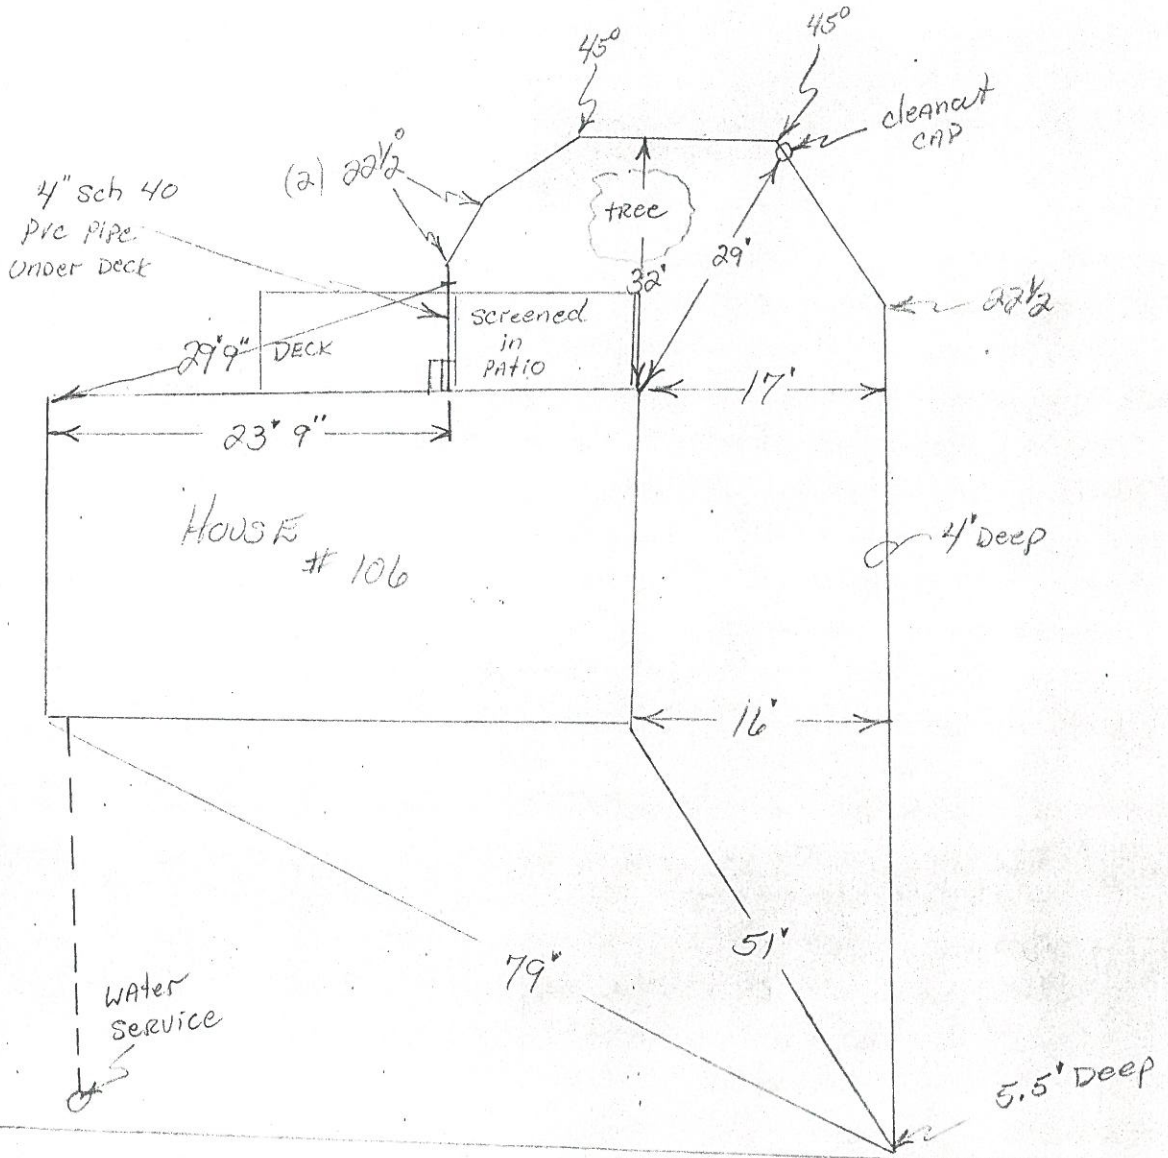 45°
45°
cleanout
CAP
(2) 22½°
4" sch 40
PVC PiPe
UNDer Deck
tree
29'
32'
22½
screened
in
PAtio
29'9"
DECK
17'
23' 9"
HOUSE
# 106
4' Deep
16'
51'
79'
WAter
SERVICE
5.5' Deep